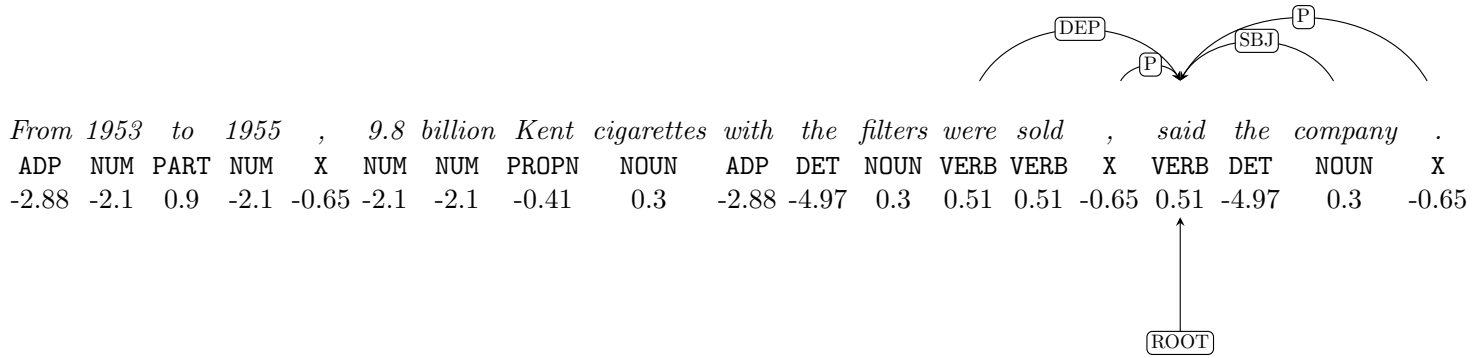 DEP P SBJ P
From 1953 to 1955 , 9.8 billion Kent cigarettes with the filters were sold , said the company .
ADP NUM PART NUM X NUM NUM PROPN NOUN ADP DET NOUN VERB VERB X VERB DET NOUN X
-2.88 -2.1 0.9 -2.1 -0.65 -2.1 -2.1 -0.41 0.3 -2.88 -4.97 0.3 0.51 0.51 -0.65 0.51 -4.97 0.3 -0.65
ROOT